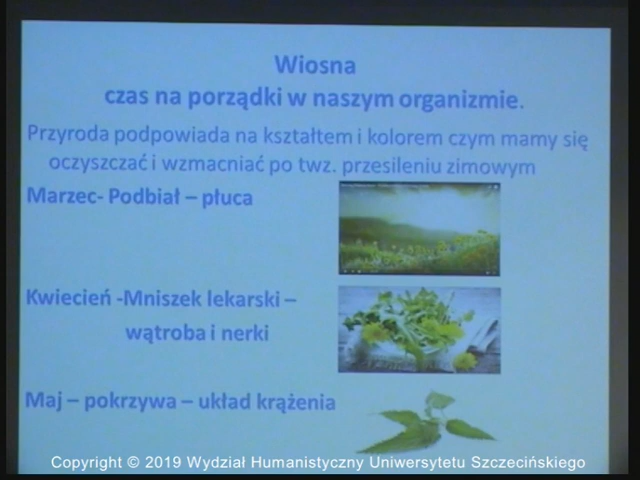 Wiosna
czas na porządki w naszym organizmie.
Przyroda podpowiada na kształtem i kolorem czym mamy się
oczyszczać i wzmacniać po twz. przesileniu zimowym
Marzec- Podbiał – płuca
Kwiecień -Mniszek lekarski –
wątroba i nerki
Maj – pokrzywa – układ krążenia
Copyright © 2019 Wydział Humanistyczny Uniwersytetu Szczecińskiego